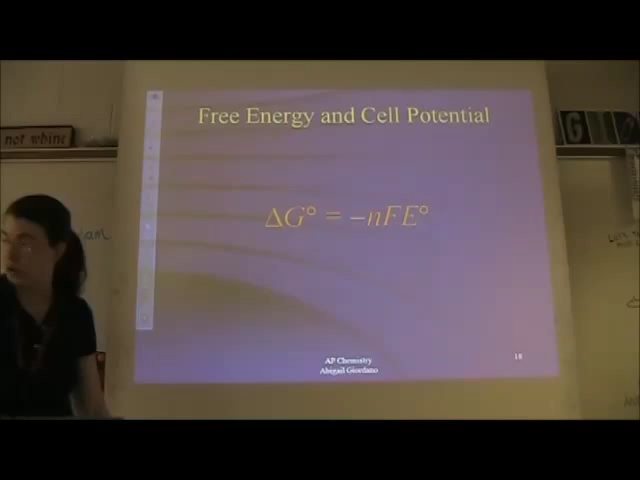 Free Energy and Cell Potential
not whine
ΔG° = –nFE°
AP Chemistry
Abigail Giordano
18